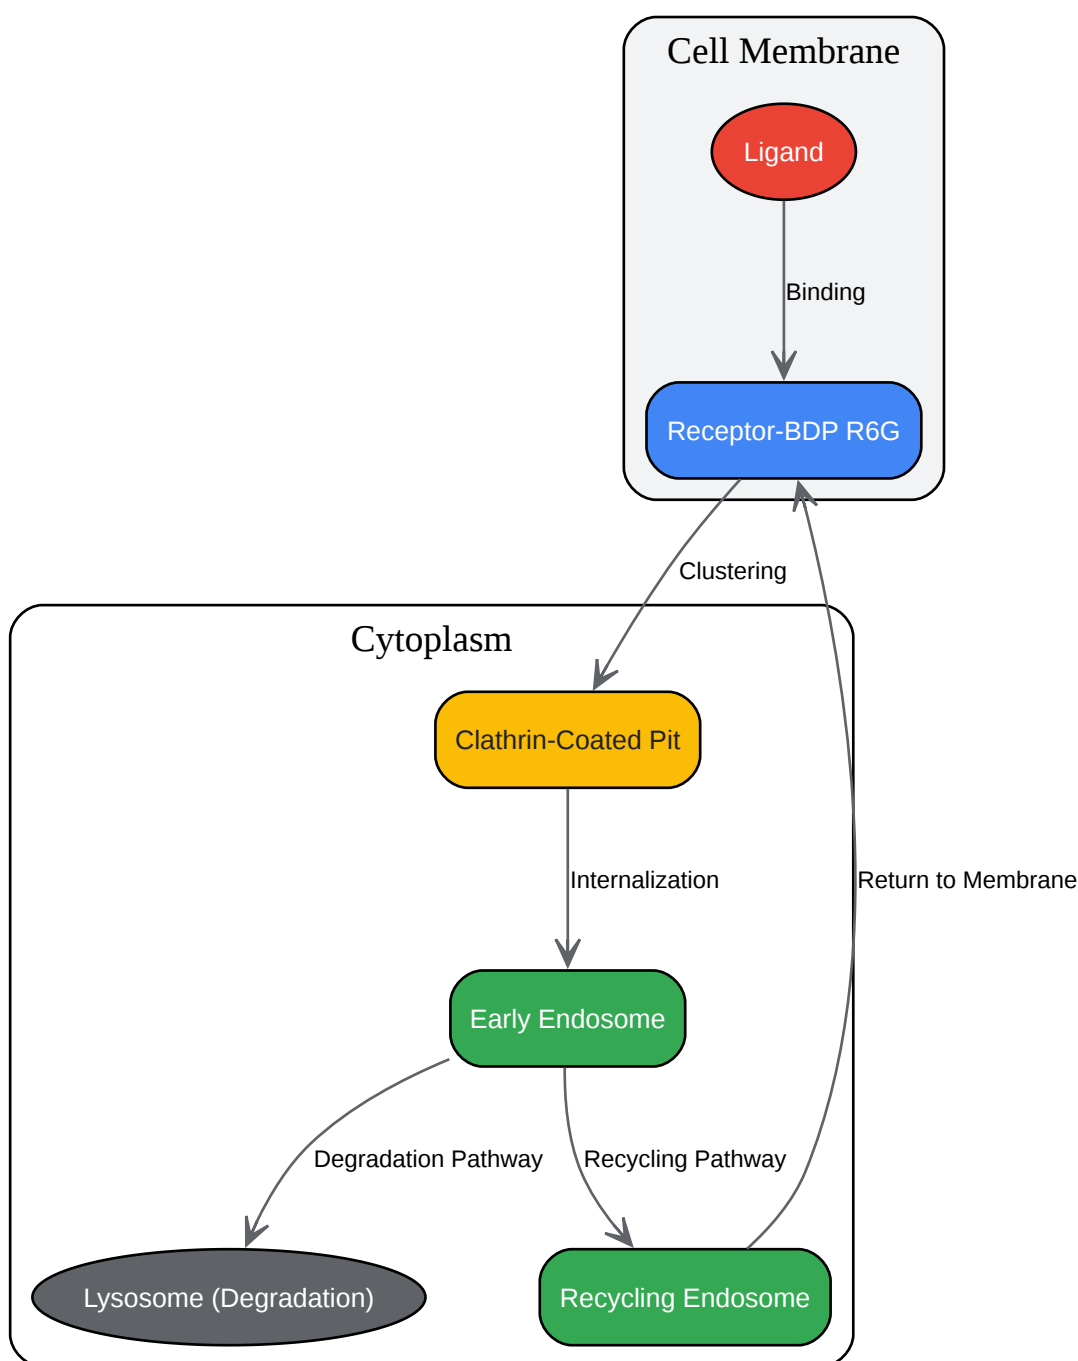 Cell Membrane
Ligand
Binding
Receptor-BDP R6G
Clustering
Cytoplasm
Clathrin-Coated Pit
Internalization
Return to Membrane
Early Endosome
Degradation Pathway
Recycling Pathway
Lysosome (Degradation)
Recycling Endosome